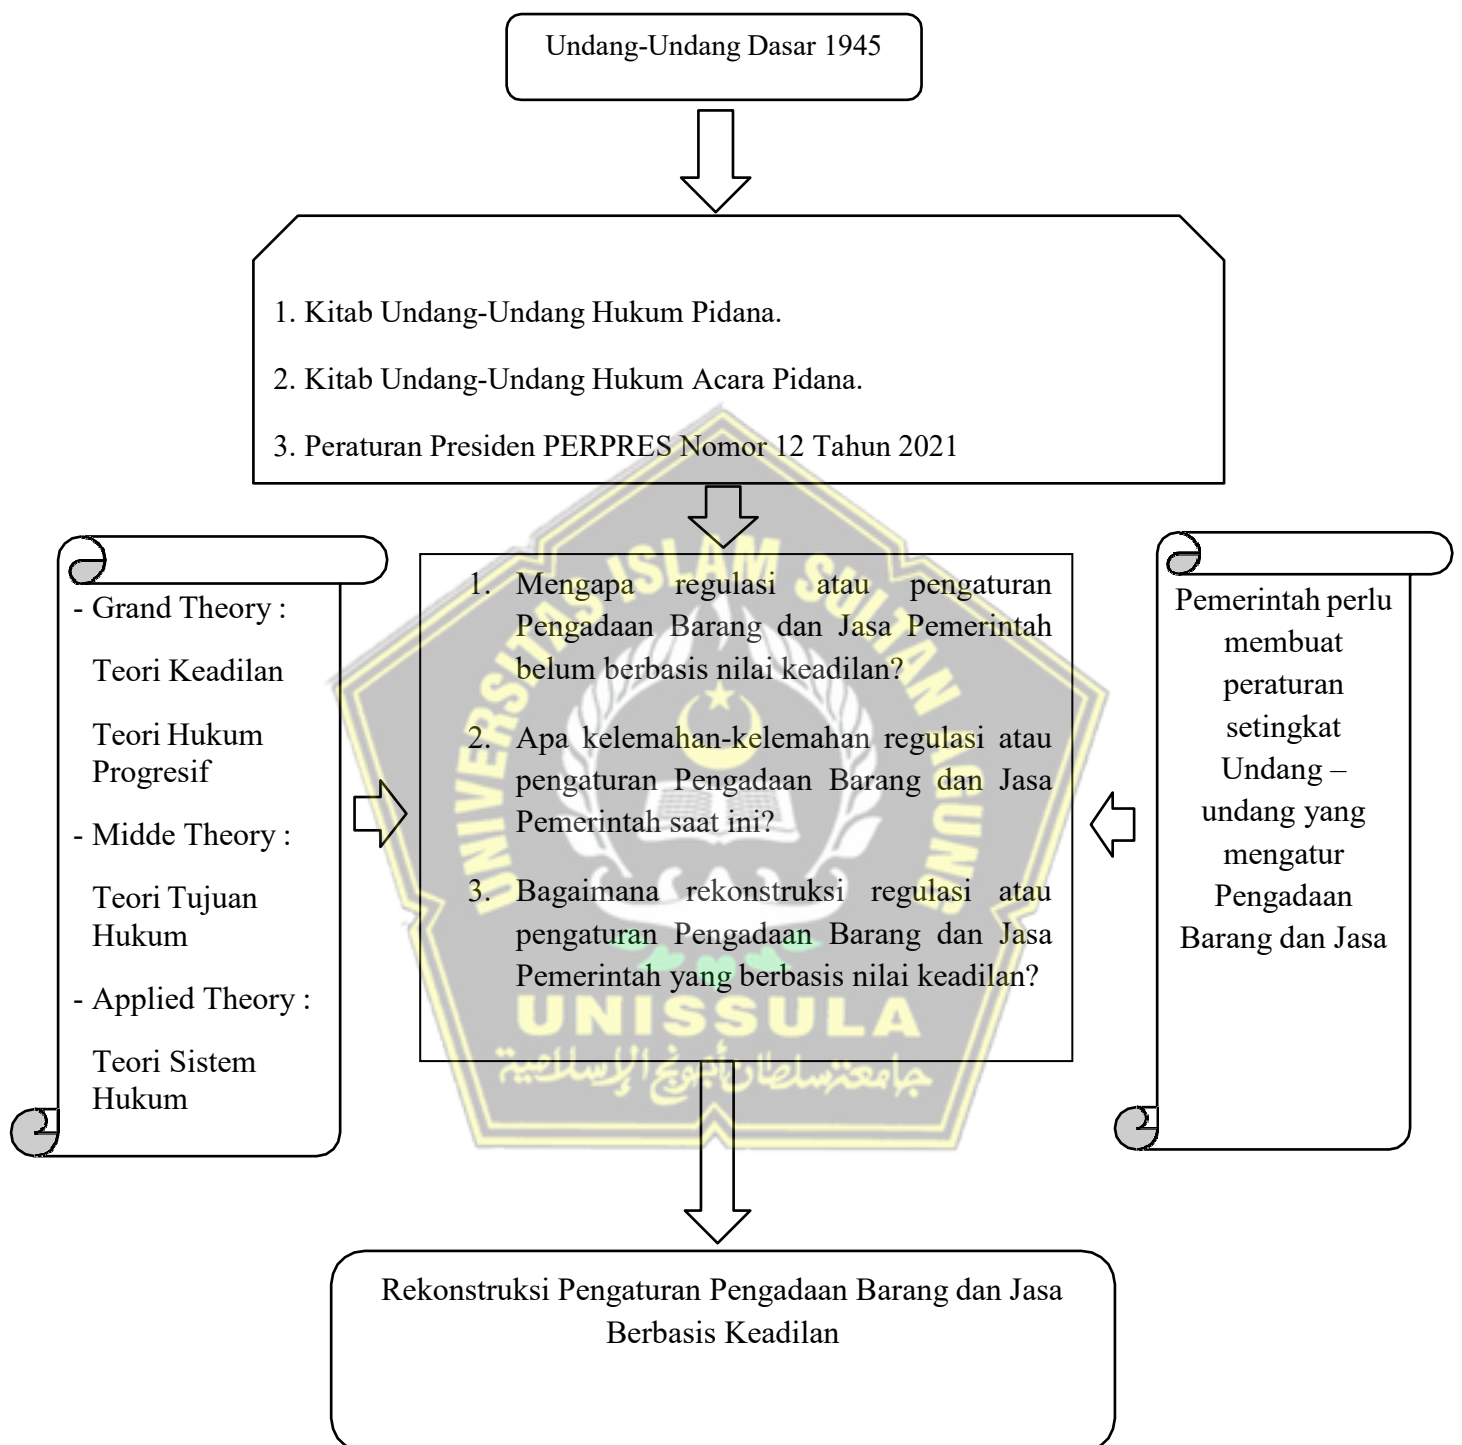 Undang-Undang Dasar 1945
1. Kitab Undang-Undang Hukum Pidana.
2. Kitab Undang-Undang Hukum Acara Pidana.
3. Peraturan Presiden PERPRES Nomor 12 Tahun 2021
- Grand Theory :
Teori Keadilan
Teori Hukum
Progresif
- Midde Theory :
Teori Tujuan
Hukum
- Applied Theory :
Teori Sistem
Hukum
1. Mengapa regulasi atau pengaturan
Pengadaan Barang dan Jasa Pemerintah
belum berbasis nilai keadilan?
2. Apa kelemahan-kelemahan regulasi atau
pengaturan Pengadaan Barang dan Jasa
Pemerintah saat ini?
3. Bagaimana rekonstruksi regulasi atau
pengaturan Pengadaan Barang dan Jasa
Pemerintah yang berbasis nilai keadilan?
Pemerintah perlu
membuat
peraturan
setingkat
Undang –
undang yang
mengatur
Pengadaan
Barang dan Jasa
UNIVERSITAS ISLAM SULTAN AGUNG
UNISSULA
جامعة سلطان أجونج الإسلامية
Rekonstruksi Pengaturan Pengadaan Barang dan Jasa
Berbasis Keadilan